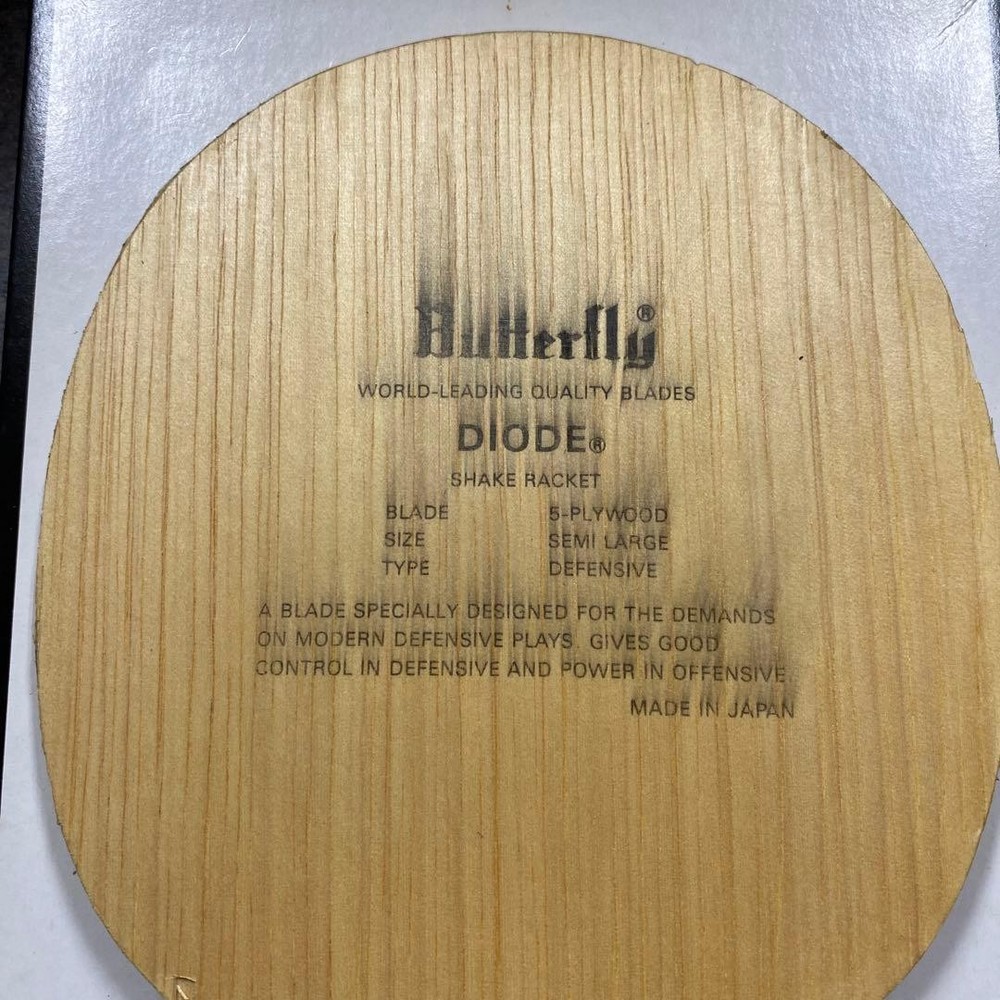 Butterfly®
WORLD-LEADING QUALITY BLADES
DIODE®
SHAKE RACKET
BLADE 5-PLYWOOD
SIZE SEMI LARGE
TYPE DEFENSIVE
A BLADE SPECIALLY DESIGNED FOR THE DEMANDS
ON MODERN DEFENSIVE PLAYS. GIVES GOOD
CONTROL IN DEFENSIVE AND POWER IN OFFENSIVE.
MADE IN JAPAN